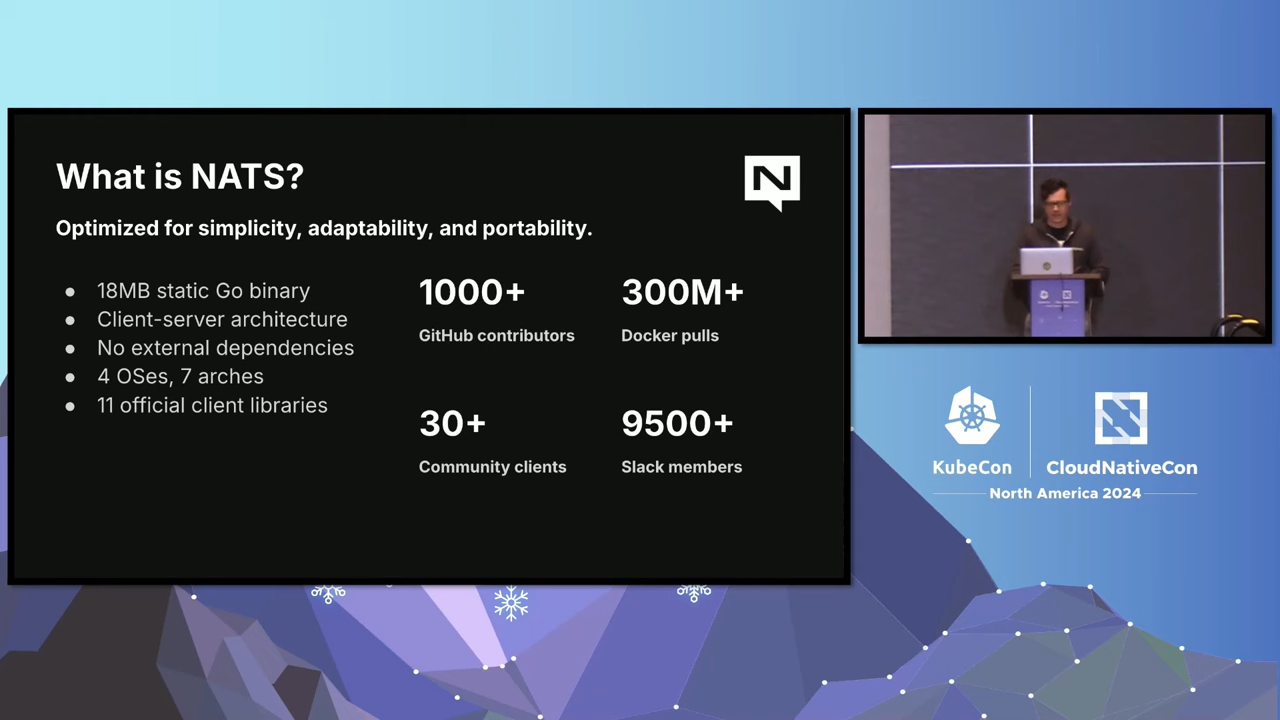 What is NATS?
Optimized for simplicity, adaptability, and portability.
● 18MB static Go binary
● Client-server architecture
● No external dependencies
● 4 OSes, 7 arches
● 11 official client libraries
1000+
GitHub contributors
300M+
Docker pulls
30+
Community clients
9500+
Slack members
N
KubeCon
CloudNativeCon
North America 2024